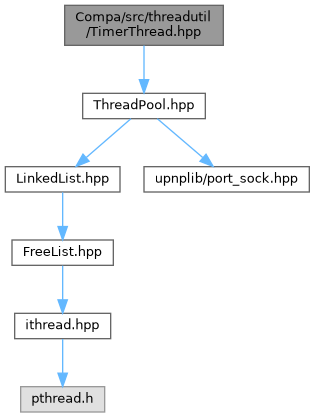 Compa/src/threadutil
/TimerThread.hpp
ThreadPool.hpp
LinkedList.hpp
upnplib/port_sock.hpp
FreeList.hpp
ithread.hpp
pthread.h